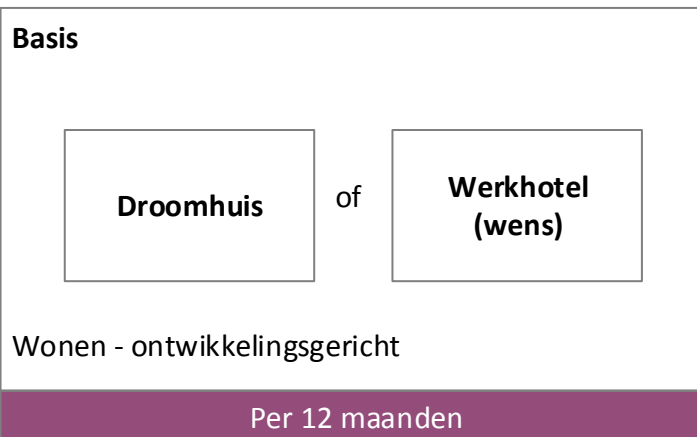 Basis
Droomhuis
of
Werkhotel
(wens)
Wonen - ontwikkelingsgericht
Per 12 maanden